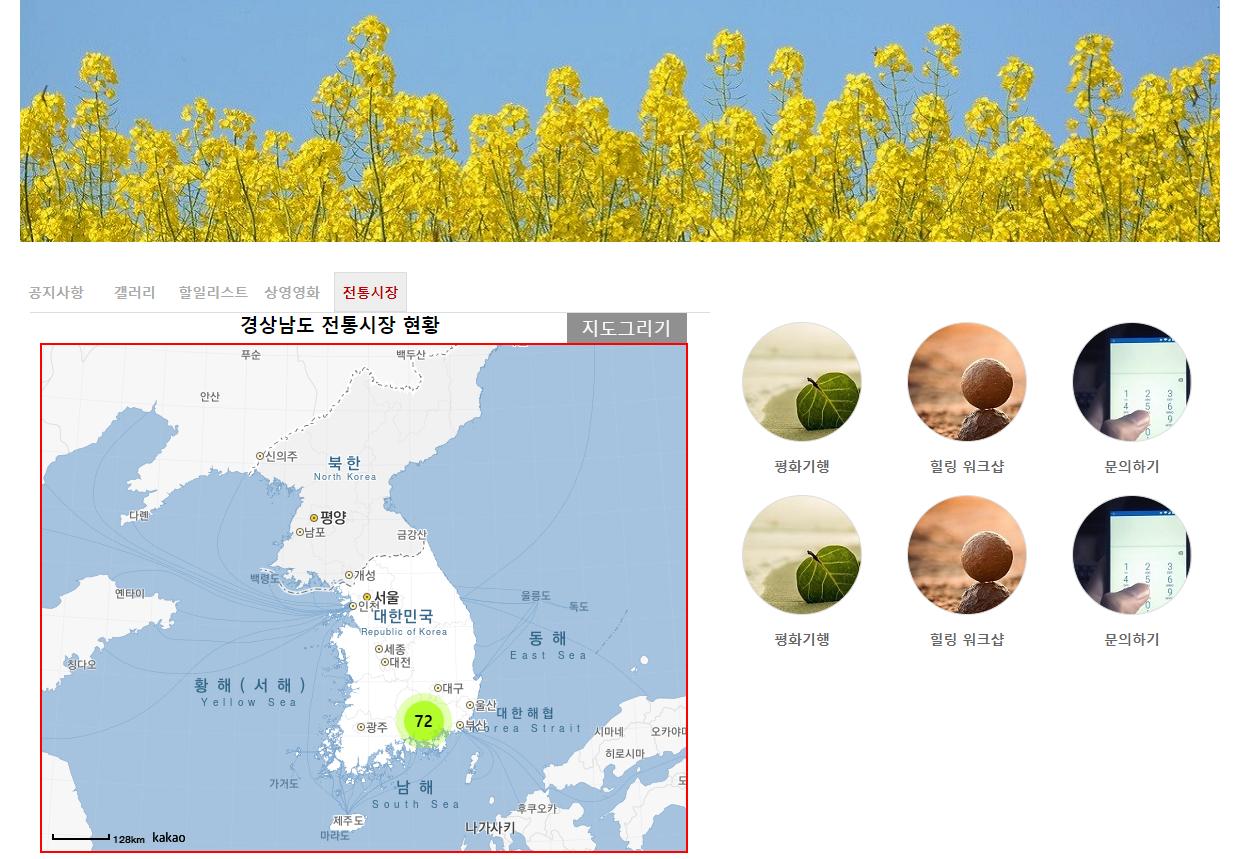 공지사항 갤러리 할일리스트 상영영화 전통시장
경상남도 전통시장 현황
지도그리기
푸순
백두산
안산
신의주
북한
North Korea
다롄
평양
남포
금강산
개성
백령도
옌타이
서울
인천
대한민국
Republic of Korea
울릉도
독도
동해
East Sea
세종
대전
칭다오
황해(서해)
Yellow Sea
대구
울산
대한해협
Korea Strait
부산
72
광주
시마네
오카야마
히로시마
가거도
남해
South Sea
후쿠오카
제주도
마라도
나가사키
128km kakao
평화기행 힐링 워크샵 문의하기
평화기행 힐링 워크샵 문의하기